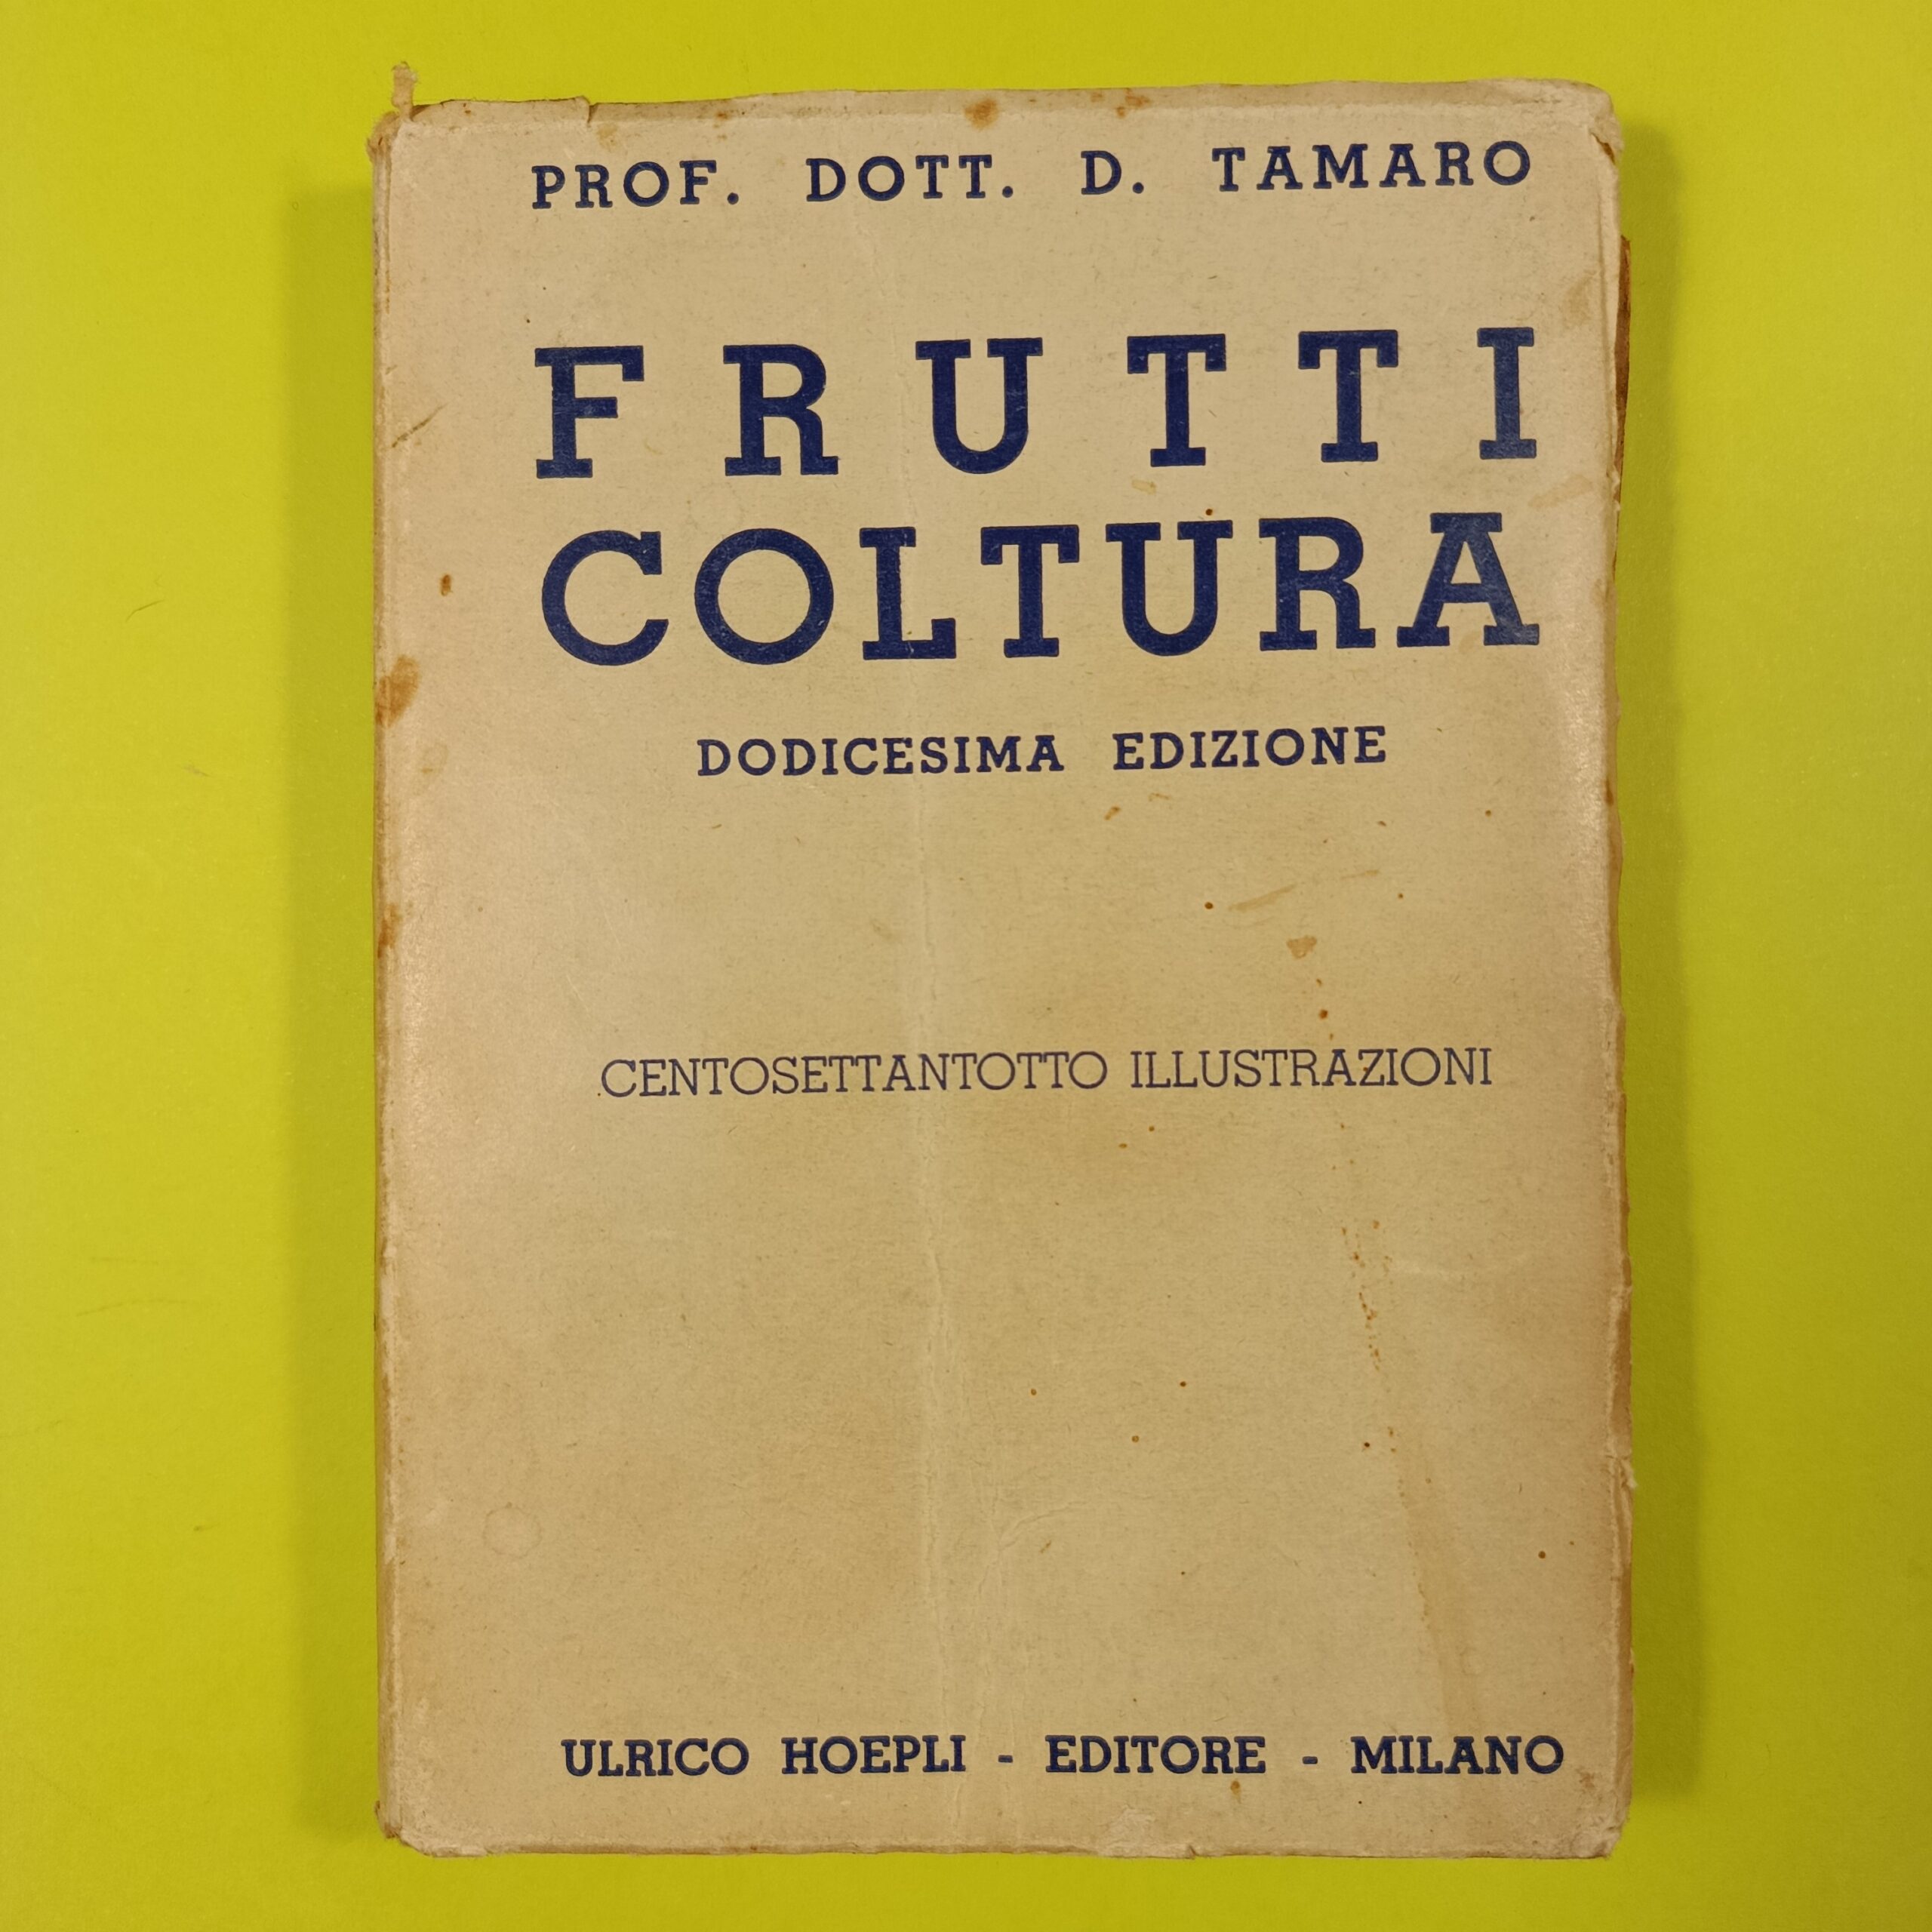 PROF. DOTT. D. TAMARO
FRUTTI
COLTURA
DODICESIMA EDIZIONE
CENTOSETTANTOTTO ILLUSTRAZIONI
ULRICO HOEPLI - EDITORE - MILANO